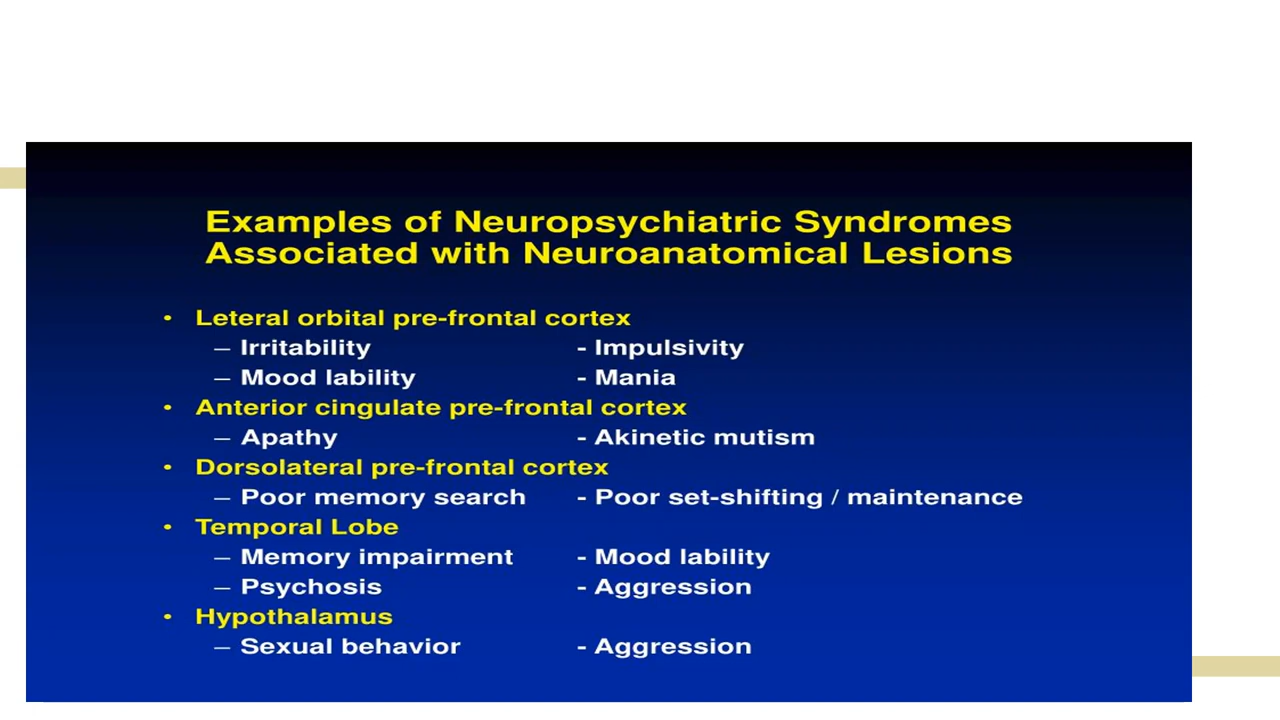 Examples of Neuropsychiatric Syndromes
Associated with Neuroanatomical Lesions
• Leteral orbital pre-frontal cortex
– Irritability - Impulsivity
– Mood lability - Mania
• Anterior cingulate pre-frontal cortex
– Apathy - Akinetic mutism
• Dorsolateral pre-frontal cortex
– Poor memory search - Poor set-shifting / maintenance
• Temporal Lobe
– Memory impairment - Mood lability
– Psychosis - Aggression
• Hypothalamus
– Sexual behavior - Aggression